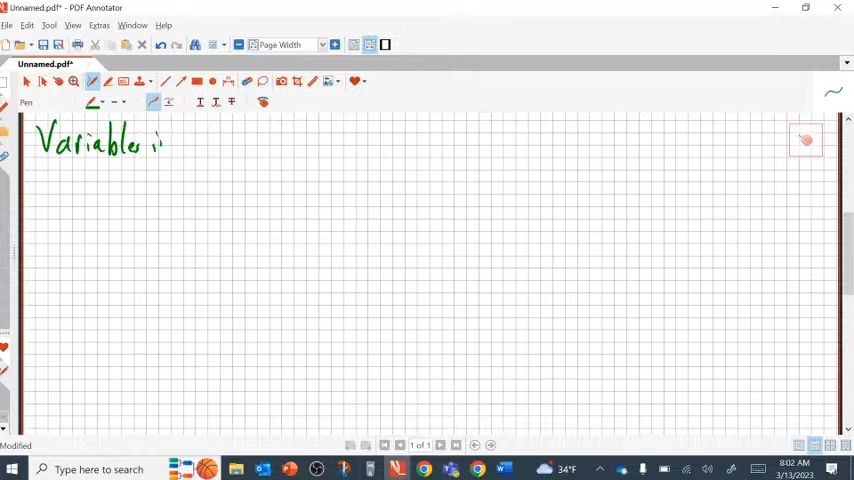 Unnamed.pdf* - PDF Annotator
File Edit View Tool Extras Window Help
Page Width
Unnamed.pdf*
Pen
Variables i
Modified
1 of 1
Type here to search
34°F
8:02 AM
3/13/2023